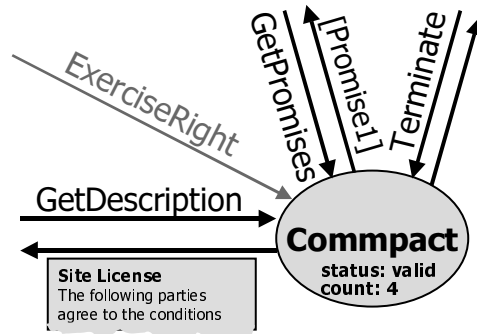 ExerciseRight
GetPromises
[Promise1]
Terminate
GetDescription
Commpact
status: valid
count: 4
Site License
The following parties
agree to the conditions